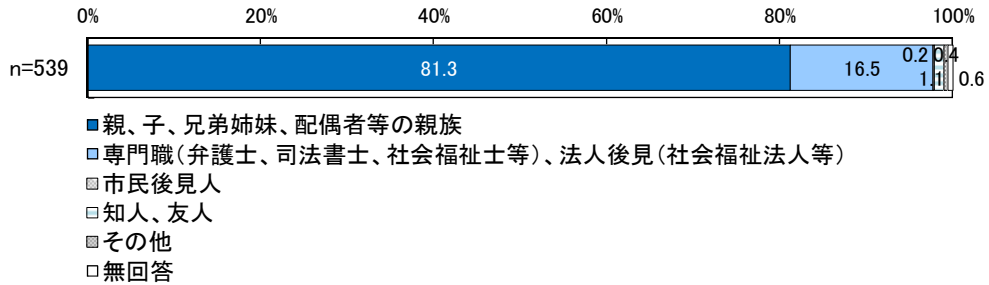 0% 20% 40% 60% 80% 100%
n=539 81.3 16.5 0.2 1.1 0.4 0.6
親、子、兄弟姉妹、配偶者等の親族
専門職（弁護士、司法書士、社会福祉士等）、法人後見（社会福祉法人等）
市民後見人
知人、友人
その他
無回答